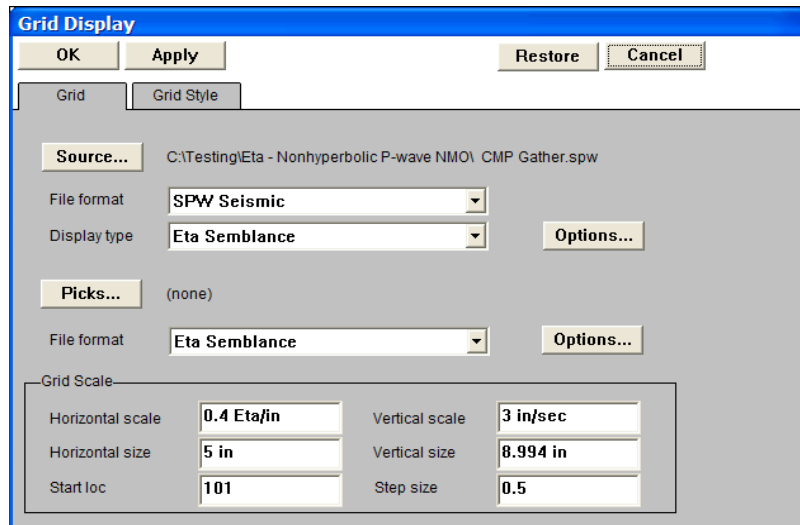 Grid Display
OK Apply Restore Cancel
Grid Grid Style
Source... C:\Testing\Eta - Nonhyperbolic P-wave NMO\ CMP Gather.spw
File format SPW Seismic
Display type Eta Semblance Options...
Picks... (none)
File format Eta Semblance Options...
Grid Scale
Horizontal scale 0.4 Eta/in Vertical scale 3 in/sec
Horizontal size 5 in Vertical size 8.994 in
Start loc 101 Step size 0.5